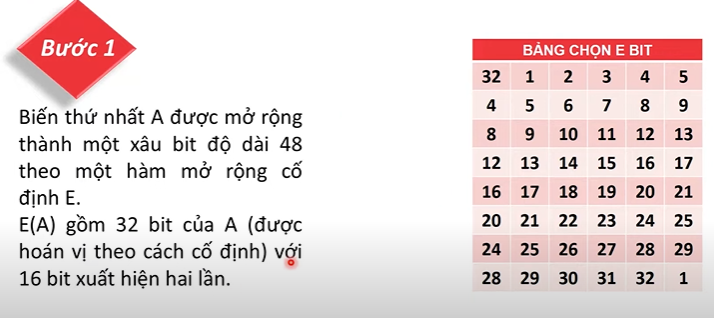 Bước 1
Biến thứ nhất A được mở rộng
thành một xâu bit độ dài 48
theo một hàm mở rộng cố
định E.
E(A) gồm 32 bit của A (được
hoán vị theo cách cố định) với
16 bit xuất hiện hai lần.
BẢNG CHỌN E BIT
32 1 2 3 4 5
4 5 6 7 8 9
8 9 10 11 12 13
12 13 14 15 16 17
16 17 18 19 20 21
20 21 22 23 24 25
24 25 26 27 28 29
28 29 30 31 32 1